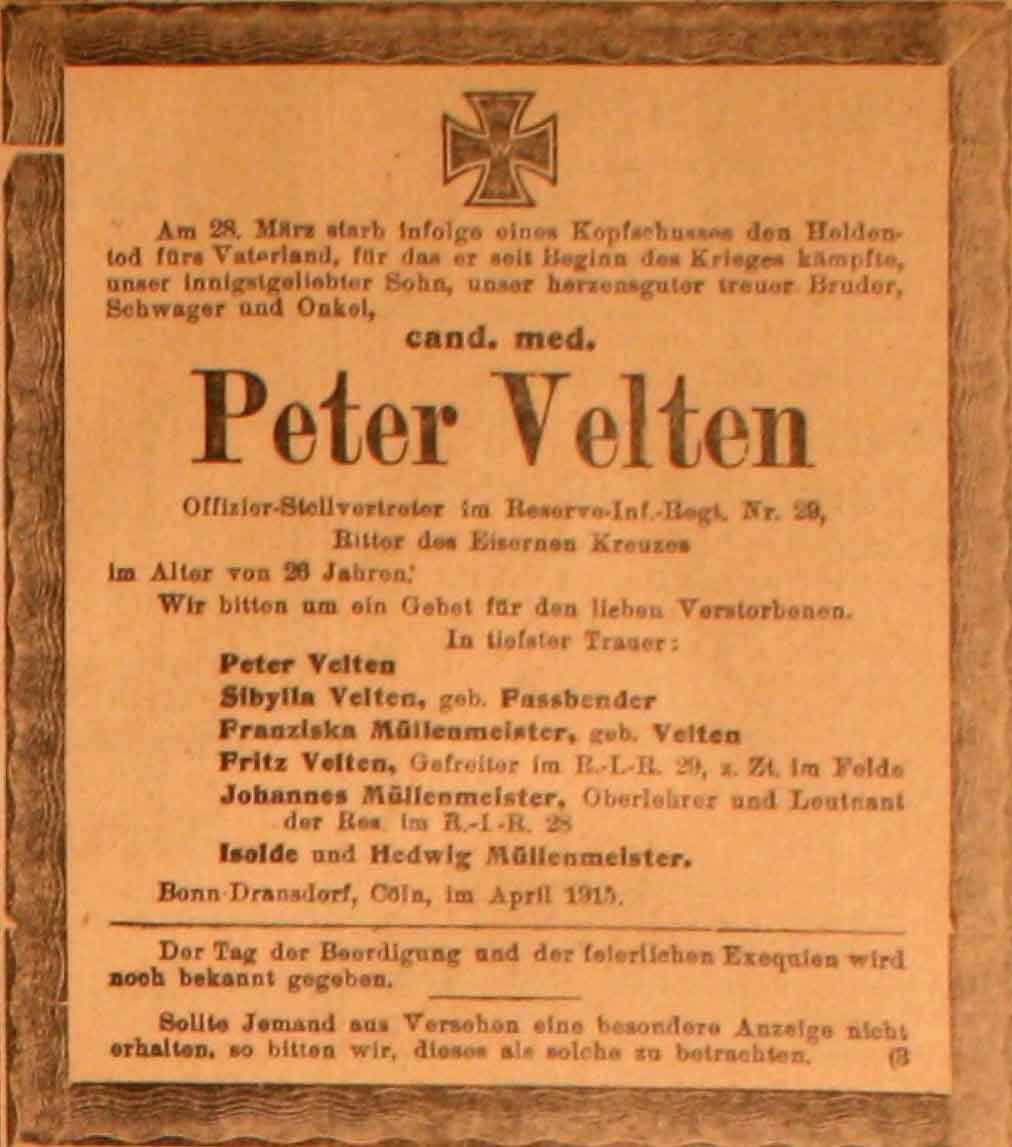 Am 28. März starb infolge eines Kopfschusses den Helden-
tod fürs Vaterland, für das er seit Beginn des Krieges kämpfte,
unser innigstgeliebter Sohn, unser herzensguter treuer Bruder,
Schwager und Onkel,
cand. med.
Peter Velten
Offizier-Stellvertreter im Reserve-Inf.-Regt. Nr. 29,
Ritter des Eisernen Kreuzes
im Alter von 26 Jahren.
Wir bitten um ein Gebet für den lieben Verstorbenen.
In tiefster Trauer:
Peter Velten
Sibylla Velten, geb. Fassbender
Franziska Müllenmeister, geb. Velten
Fritz Velten, Gefreiter im R.-I.-R. 29, z. Zt. im Felde
Johannes Müllenmeister, Oberlehrer und Leutnant
der Res. im R.-I.-R. 28
Isolde und Hedwig Müllenmeister.
Bonn-Dransdorf, Cöln, im April 1915.
Der Tag der Beerdigung und der feierlichen Exequien wird
noch bekannt gegeben.
Sollte Jemand aus Versehen eine besondere Anzeige nicht
erhalten, so bitten wir, dieses als solche zu betrachten. (3